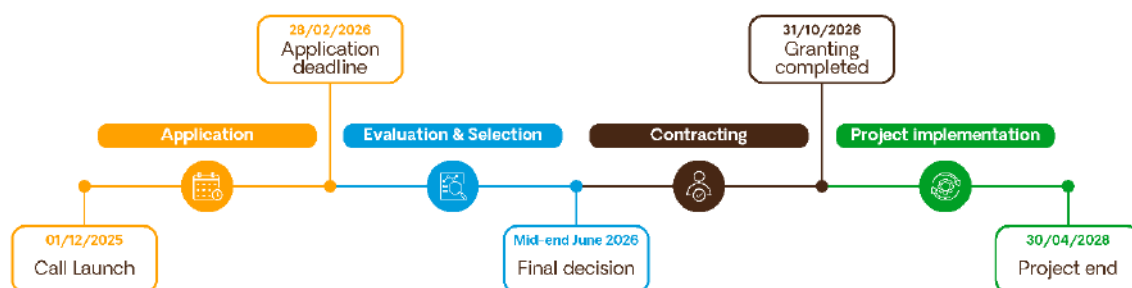 28/02/2026
Application
deadline
31/10/2026
Granting
completed
Application
Evaluation & Selection
Contracting
Project implementation
01/12/2025
Call Launch
Mid-end June 2026
Final decision
30/04/2028
Project end